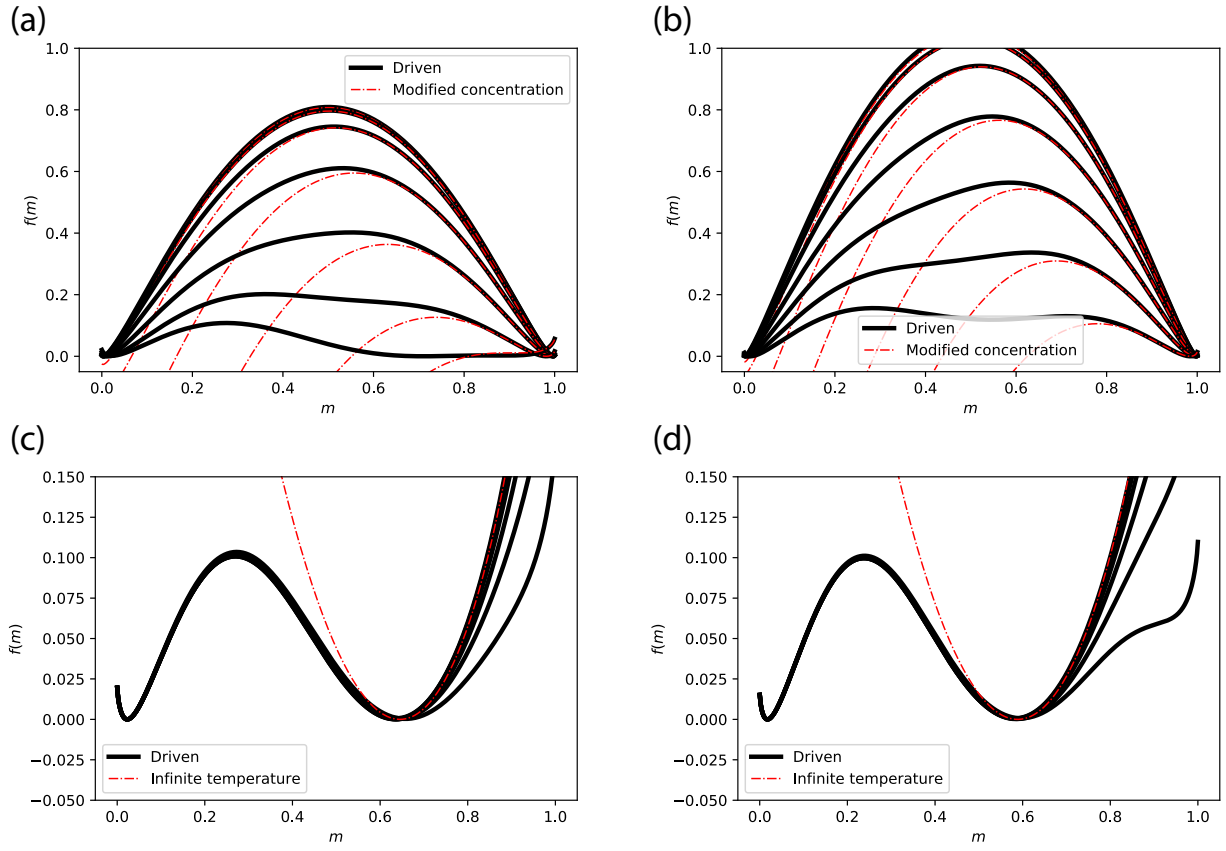 (a)
1.0
0.8
0.6
0.4
0.2
0.0
f(m)
Driven
Modified concentration
0.0 0.2 0.4 0.6 0.8 1.0
m
(b)
1.0
0.8
0.6
0.4
0.2
0.0
f(m)
Driven
Modified concentration
0.0 0.2 0.4 0.6 0.8 1.0
m
(c)
0.150
0.125
0.100
0.075
0.050
0.025
0.000
−0.025
−0.050
f(m)
Driven
Infinite temperature
0.0 0.2 0.4 0.6 0.8 1.0
m
(d)
0.150
0.125
0.100
0.075
0.050
0.025
0.000
−0.025
−0.050
f(m)
Driven
Infinite temperature
0.0 0.2 0.4 0.6 0.8 1.0
m